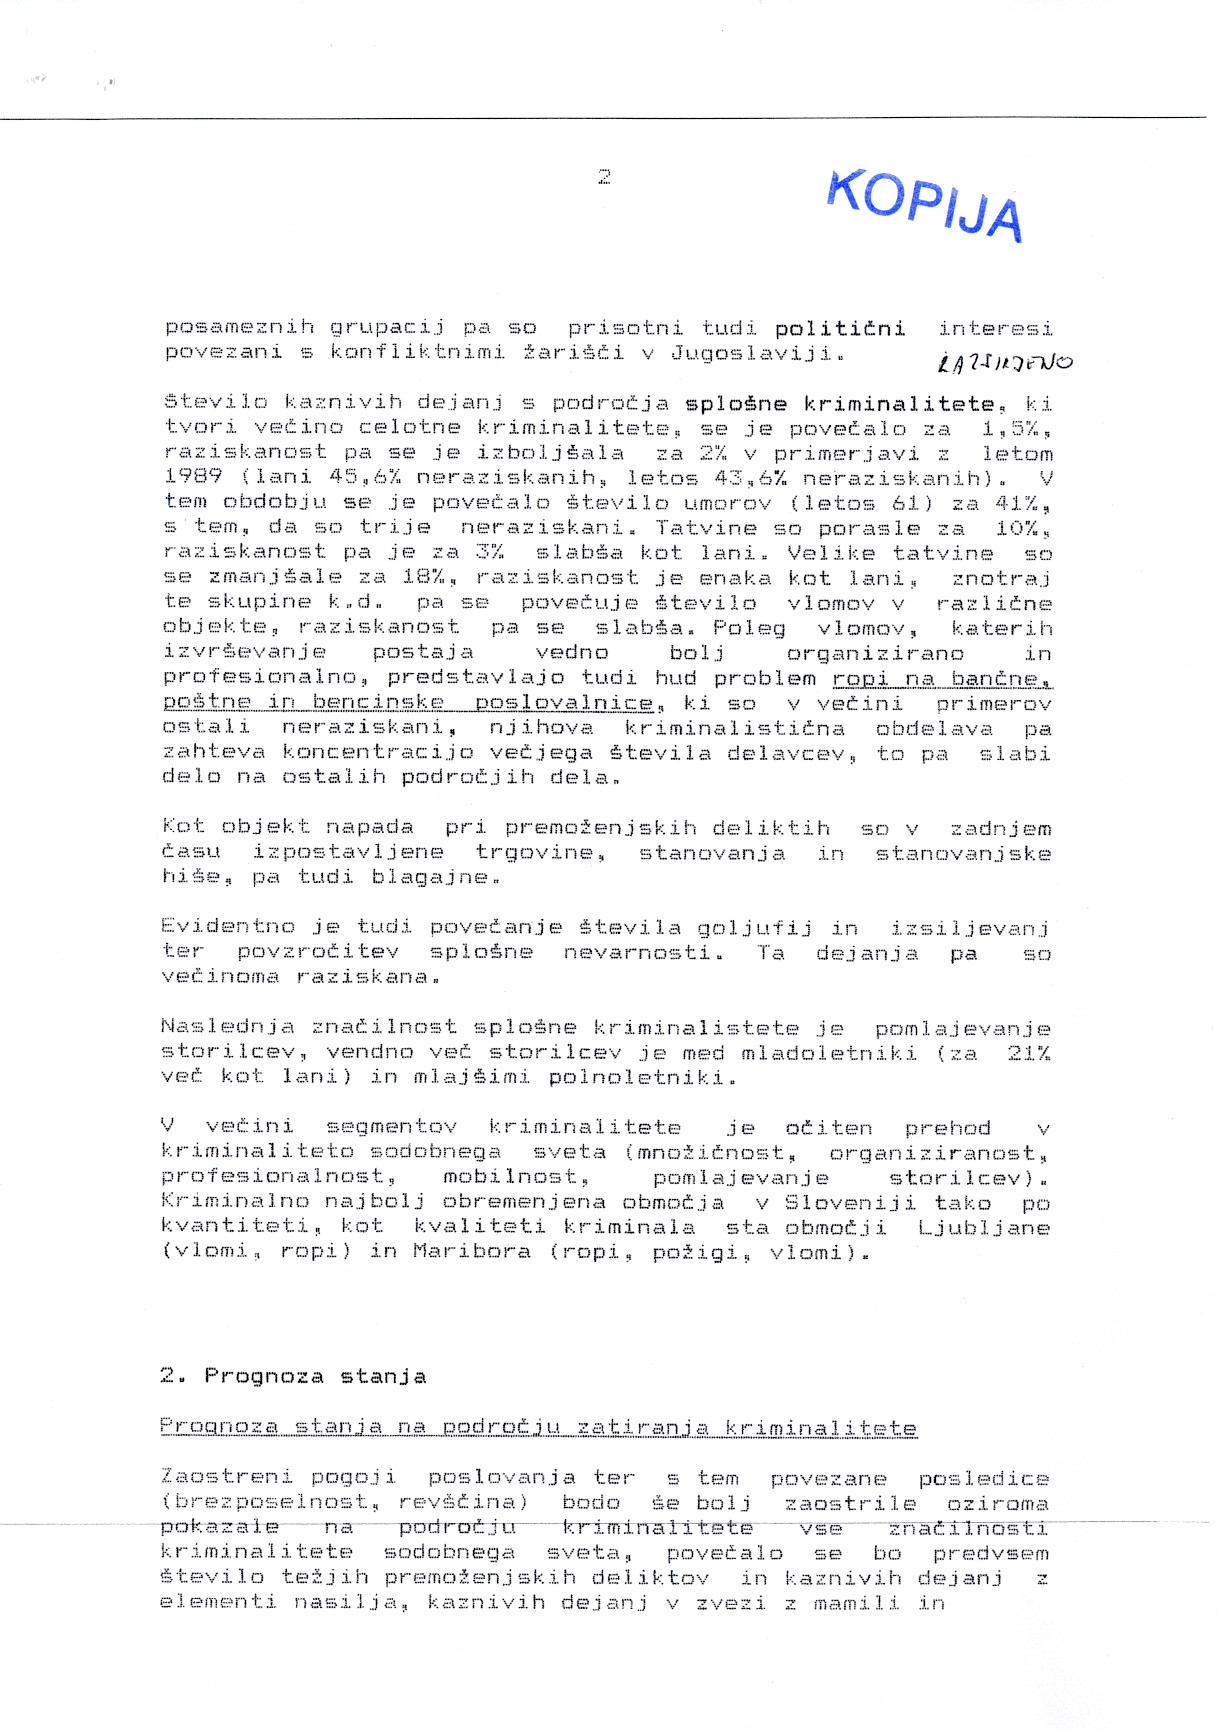 2
KOPIJA
posameznih grupacij pa so prisotni tudi politični interesi
povezani s konfliktnimi žarišči v Jugoslaviji.
Število kaznivih dejanj s področja splošne kriminalitete, ki
tvori večino celotne kriminalitete, se je povečalo za 1,5%,
raziskanost pa se je izboljšala za 2% v primerjavi z letom
1989 (lani 45,6% neraziskanih, letos 43,6% neraziskanih). V
tem obdobju se je povečalo število umorov (letos 61) za 41%,
s tem, da so trije neraziskani. Tatvine so porasle za 10%,
raziskanost pa je za 3% slabša kot lani. Velike tatvine so
se zmanjšale za 18%, raziskanost je enaka kot lani, znotraj
te skupine k.d. pa se povečuje število vlomov v različne
objekte, raziskanost pa se slabša. Poleg vlomov, katerih
izvrševanje postaja vedno bolj organizirano in
profesionalno, predstavlajo tudi hud problem ropi na bančne,
poštne in bencinske poslovalnice, ki so v večini primerov
ostali neraziskani, njihova kriminalistična obdelava pa
zahteva koncentracijo večjega števila delavcev, to pa slabi
delo na ostalih področjih dela.
Kot objekt napada pri premoženjskih deliktih so v zadnjem
času izpostavljene trgovine, stanovanja in stanovanjske
hiše, pa tudi blagajne.
Evidentno je tudi povečanje števila goljufij in izsiljevanj
ter povzročitev splošne nevarnosti. Ta dejanja pa so
večinoma raziskana.
Naslednja značilnost splošne kriminalistete je pomlajevanje
storilcev, vendno več storilcev je med mladoletniki (za 21%
več kot lani) in mlajšimi polnoletniki.
V večini segmentov kriminalitete je očiten prehod v
kriminaliteto sodobnega sveta (množičnost, organiziranost,
profesionalnost, mobilnost, pomlajevanje storilcev).
Kriminalno najbolj obremenjena območja v Sloveniji tako po
kvantiteti, kot kvaliteti kriminala sta območji Ljubljane
(vlomi, ropi) in Maribora (ropi, požigi, vlomi).
2. Prognoza stanja
Prognoza stanja na področju zatiranja kriminalitete
Zaostreni pogoji poslovanja ter s tem povezane posledice
(brezposelnost, revščina) bodo še bolj zaostrile oziroma
pokazale na področju kriminalitete vse značilnosti
kriminalitete sodobnega sveta, povečalo se bo predvsem
število težjih premoženjskih deliktov in kaznivih dejanj z
elementi nasilja, kaznivih dejanj v zvezi z mamili in